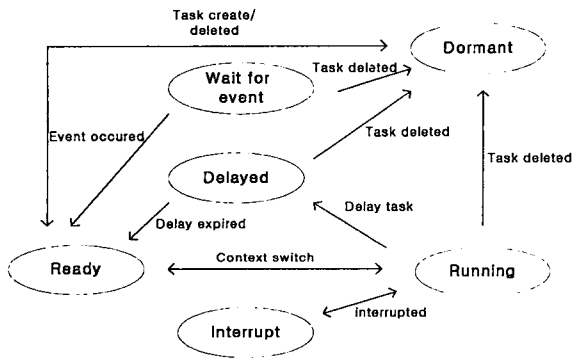 Task create/
deleted
Dormant
Wait for
event
Task deleted
Event occured
Task deleted
Task deleted
Delayed
Delay task
Delay expired
Context switch
Ready
Running
Interrupted
Interrupt